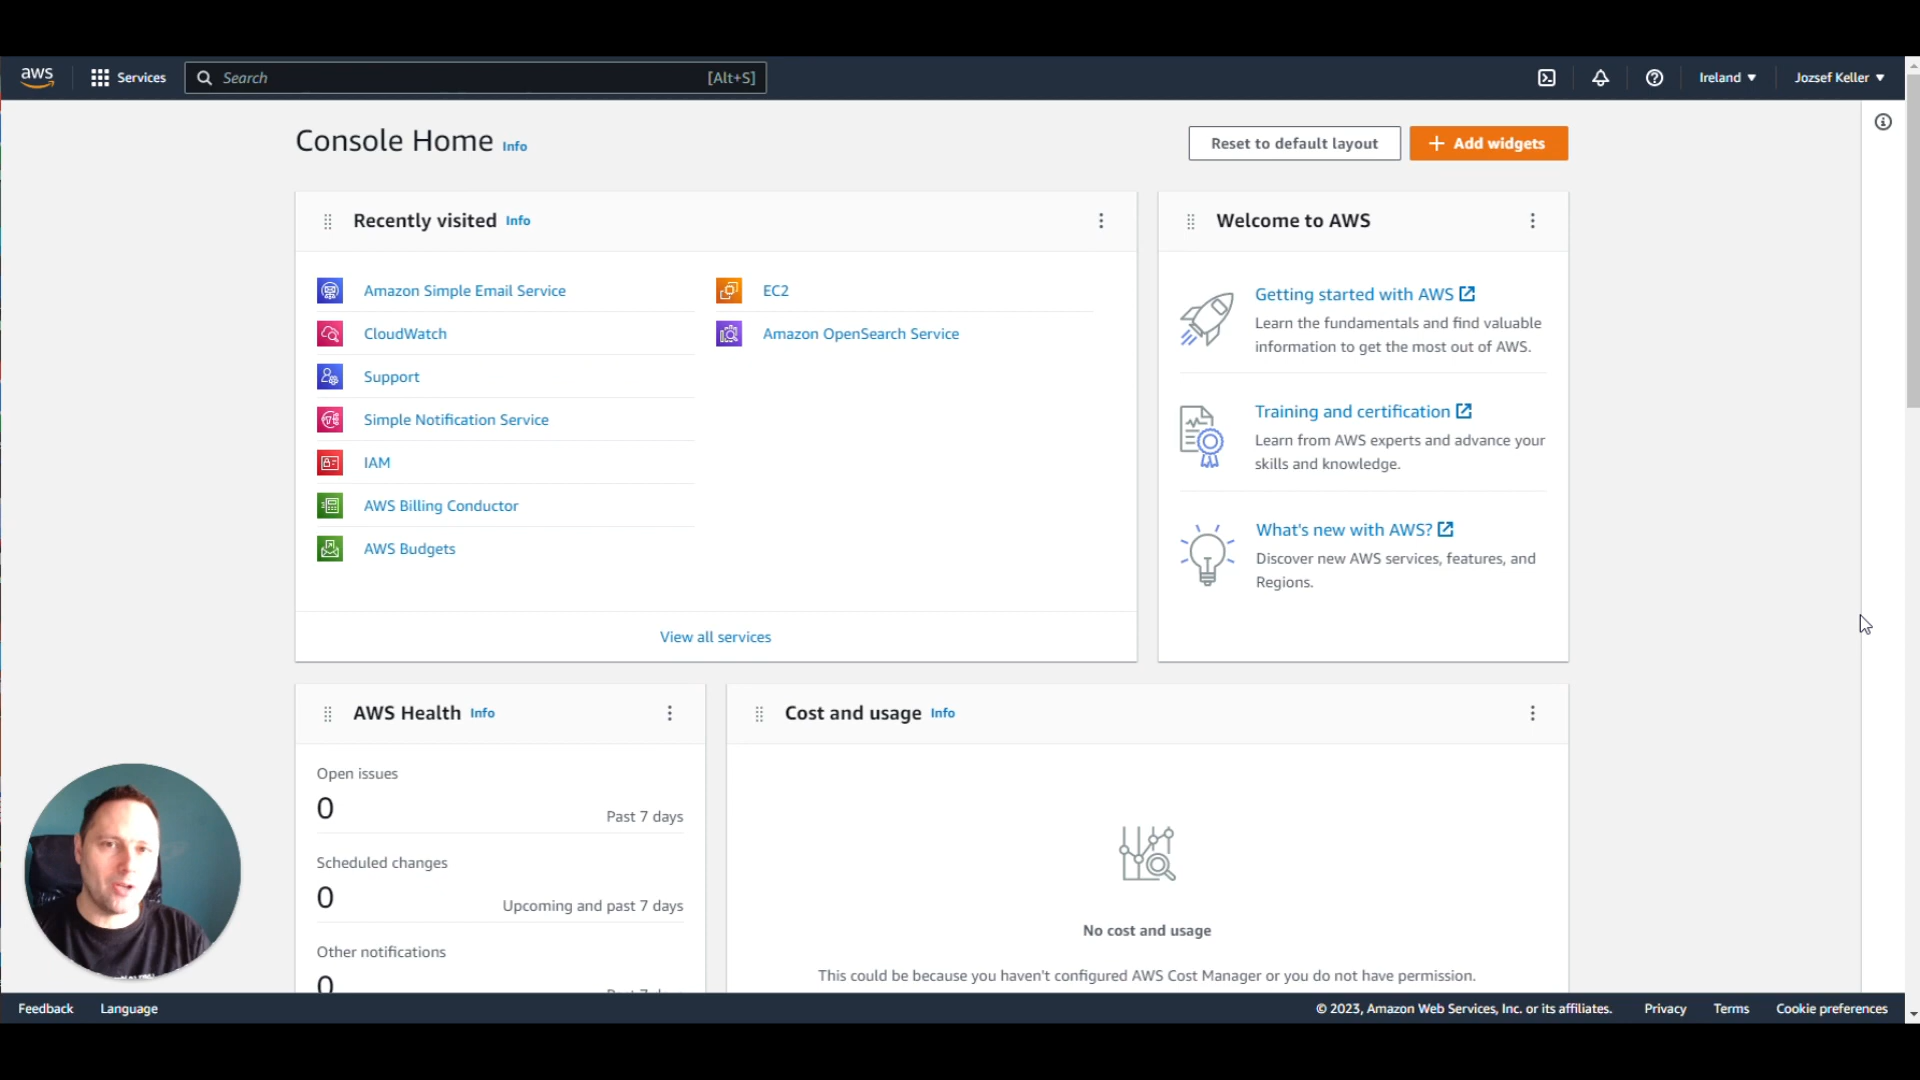 aws
Services
Search
[Alt+S]
Ireland
Jozsef Keller
Console Home Info
Reset to default layout
Add widgets
Recently visited Info
Amazon Simple Email Service
CloudWatch
Support
Simple Notification Service
IAM
AWS Billing Conductor
AWS Budgets
EC2
Amazon OpenSearch Service
View all services
Welcome to AWS
Getting started with AWS
Learn the fundamentals and find valuable
information to get the most out of AWS.
Training and certification
Learn from AWS experts and advance your
skills and knowledge.
What's new with AWS?
Discover new AWS services, features, and
Regions.
AWS Health Info
Open issues
0
Past 7 days
Scheduled changes
0
Upcoming and past 7 days
Other notifications
0
Past 7 days
Cost and usage Info
No cost and usage
This could be because you haven't configured AWS Cost Manager or you do not have permission.
Feedback
Language
© 2023, Amazon Web Services, Inc. or its affiliates.
Privacy
Terms
Cookie preferences